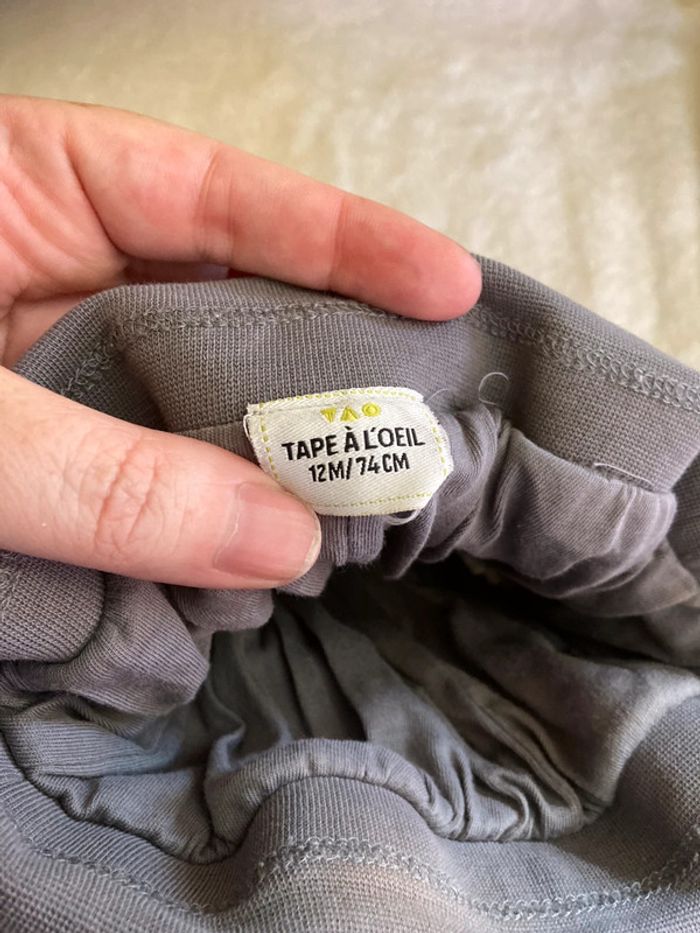 TAO
TAPE À L'OEIL
12M/74CM